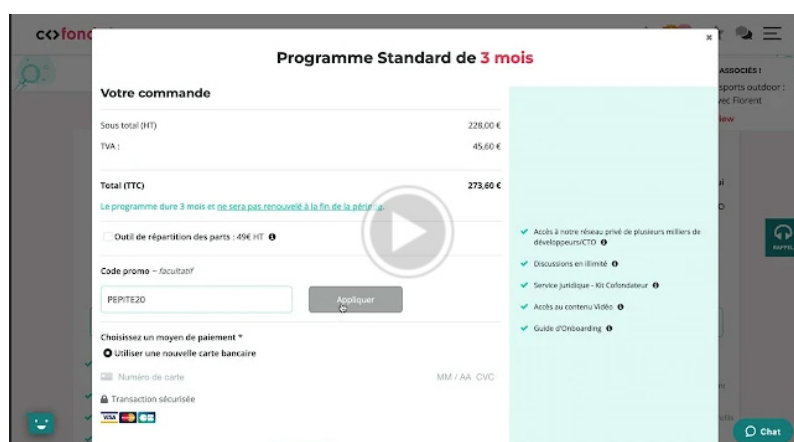 c<>fond
×
Programme Standard de 3 mois
ASSOCIÉS !
sports outdoor :
vec Florent
iew
Votre commande
Sous total (HT) 228,00 €
TVA : 45,60 €
Total (TTC) 273,60 €
Le programme dure 3 mois et ne sera pas renouvelé à la fin de la période.
Outil de répartition des parts : 49€ HT
Code promo - facultatif
PEPITE20
Appliquer
Choisissez un moyen de paiement *
Utiliser une nouvelle carte bancaire
Numéro de carte MM / AA CVC
Transaction sécurisée
VISA
Accès à notre réseau privé de plusieurs milliers de
développeurs/CTO
Discussions en illimité
Service juridique - Kit Cofondateur
Accès au contenu Vidéo
Guide d'Onboarding
RAPPEL
Chat